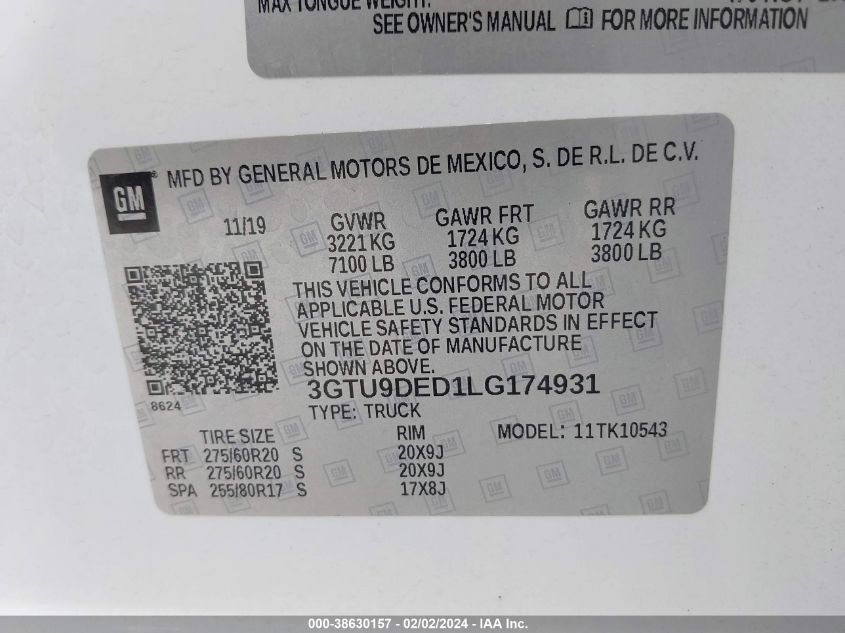 MAX TONGUE WEIGHT:
SEE OWNER'S MANUAL FOR MORE INFORMATION
GM ® MFD BY GENERAL MOTORS DE MEXICO, S. DE R.L. DE C.V.
11/19 GVWR GAWR FRT GAWR RR
3221 KG 1724 KG 1724 KG
7100 LB 3800 LB 3800 LB
THIS VEHICLE CONFORMS TO ALL
APPLICABLE U.S. FEDERAL MOTOR
VEHICLE SAFETY STANDARDS IN EFFECT
ON THE DATE OF MANUFACTURE
SHOWN ABOVE.
3GTU9DED1LG174931
8624
TYPE: TRUCK
TIRE SIZE RIM MODEL: 11TK10543
FRT 275/60R20 S 20X9J
RR 275/60R20 S 20X9J
SPA 255/80R17 S 17X8J
000-38630157 - 02/02/2024 - IAA Inc.